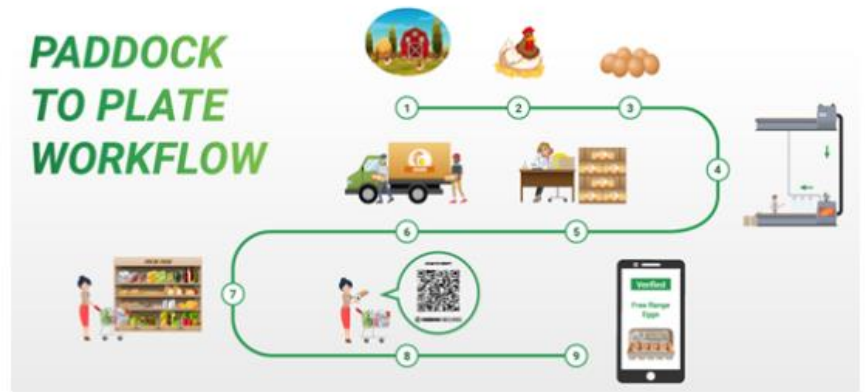 PADDOCK
TO PLATE
WORKFLOW
1
2
3
4
5
6
7
8
9
Verified
Free Range
Eggs